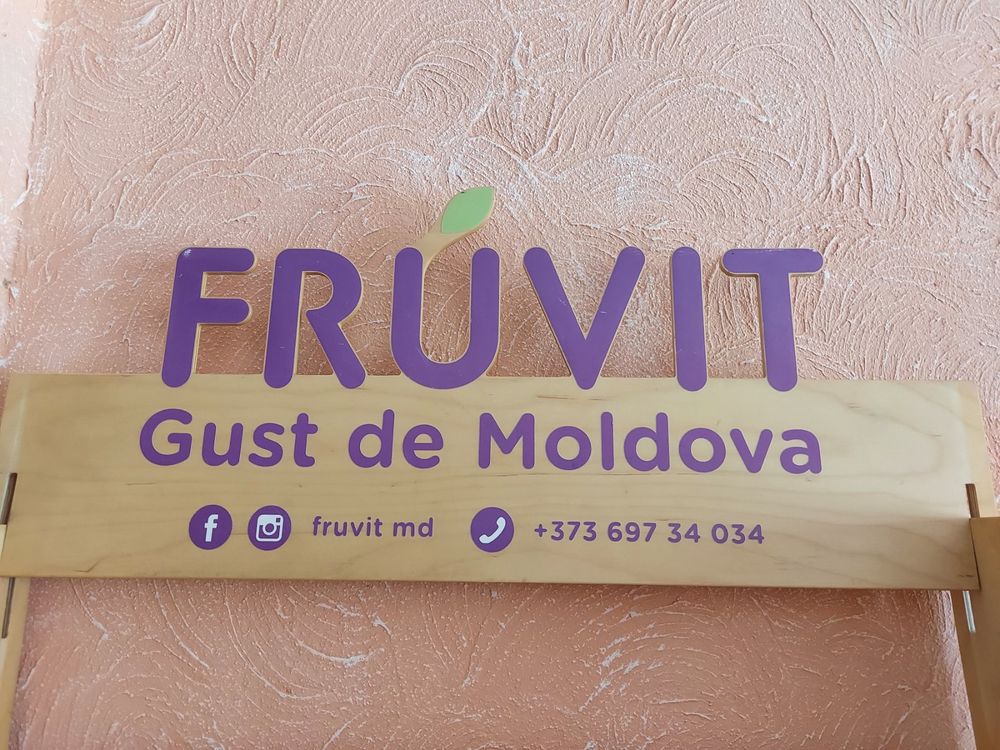 FRUVIT
Gust de Moldova
fruvit md +373 697 34 034